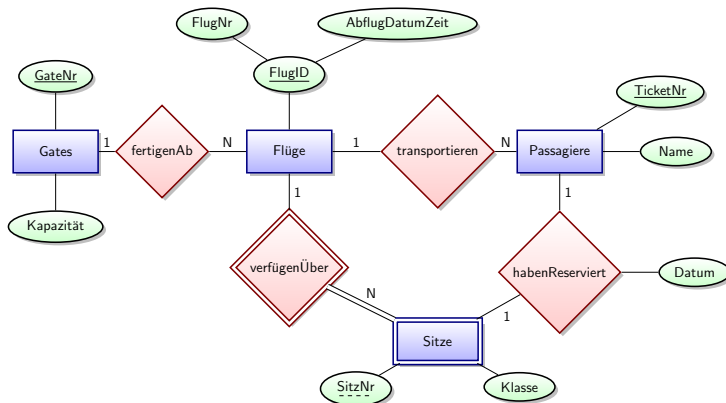 FlugNr
AbflugDatumZeit
FlugID
GateNr
TicketNr
Gates
1
fertigenAb
N
Flüge
1
transportieren
N
Passagiere
Name
1
1
Kapazität
verfügenÜber
habenReserviert
Datum
N
1
Sitze
SitzNr
Klasse